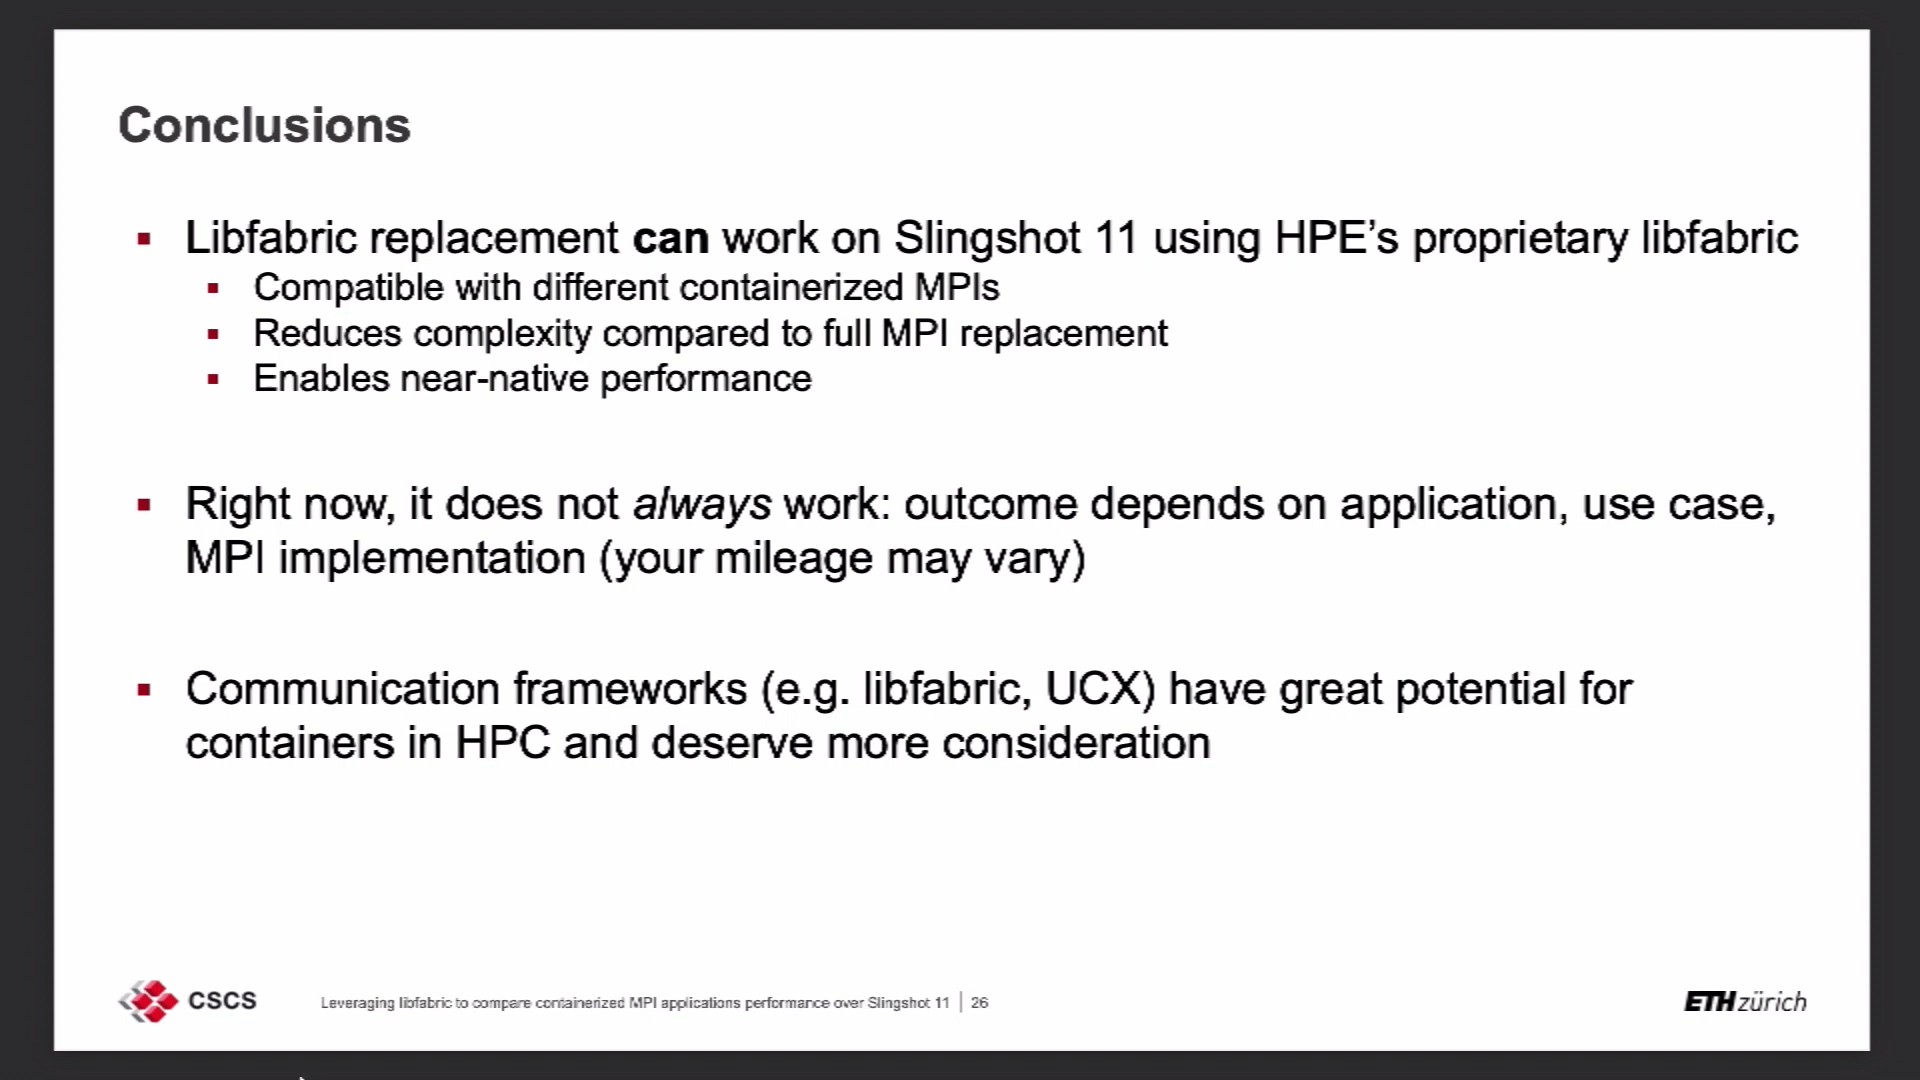 Conclusions
Libfabric replacement can work on Slingshot 11 using HPE's proprietary libfabric
Compatible with different containerized MPIs
Reduces complexity compared to full MPI replacement
Enables near-native performance
Right now, it does not always work: outcome depends on application, use case,
MPI implementation (your mileage may vary)
Communication frameworks (e.g. libfabric, UCX) have great potential for
containers in HPC and deserve more consideration
CSCS
Leveraging libfabric to compare containerized MPI applications performance over Slingshot 11 | 26
ETH zürich